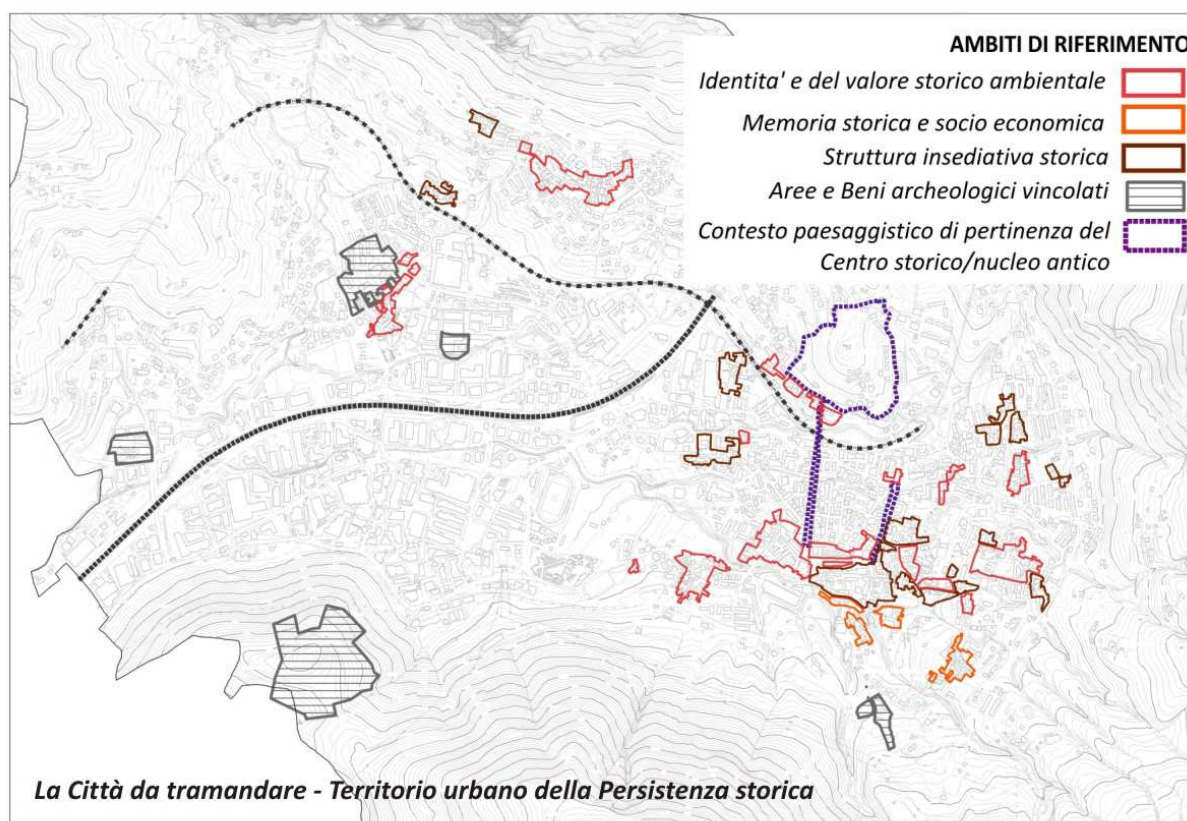 AMBITI DI RIFERIMENTO
Identita' e del valore storico ambientale
Memoria storica e socio economica
Struttura insediativa storica
Aree e Beni archeologici vincolati
Contesto paesaggistico di pertinenza del
Centro storico/nucleo antico
La Città da tramandare - Territorio urbano della Persistenza storica